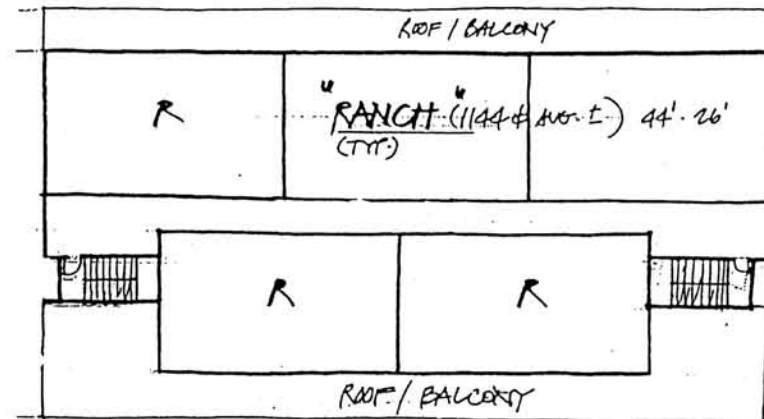 ROOF / BALCONY
R
"RANCH" (1144 ⌽ AVG. ±) 44' · 26'
(TYP.)
R
R
ROOF / BALCONY